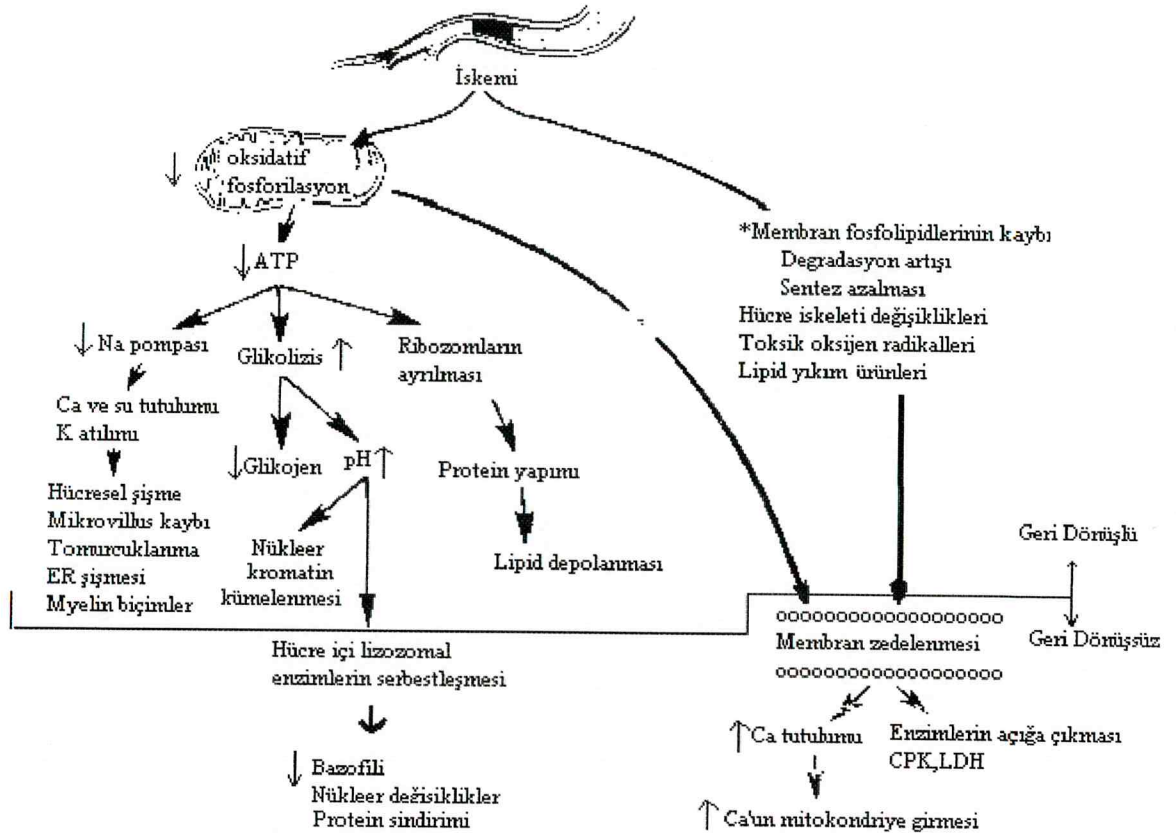 İskemi
↓ oksidatif
fosforilasyon
↓ATP
↓ Na pompası
Ca ve su tutulumu
K atılımı
Hücresel şişme
Mikrovillus kaybı
Tomurcuklanma
ER şişmesi
Myelin biçimler
Glikolizis ↑
↓Glikojen
pH↑
Nükleer
kromatin
kümelenmesi
Ribozomların
ayrılması
Protein yapımı
Lipid depolanması
*Membran fosfolipidlerinin kaybı
Degradasyon artışı
Sentez azalması
Hücre iskeleti değişiklikleri
Toksik oksijen radikalleri
Lipid yıkım ürünleri
Geri Dönüşlü
Geri Dönüşsüz
Hücre içi lizozomal
enzimlerin serbestleşmesi
↓ Bazofili
Nükleer değisiklikler
Protein sindirimi
oooooooooooooooooooo
Membran zedelenmesi
oooooooooooooooooooo
↑Ca tutulumu
↑ Ca'un mitokondriye girmesi
Enzimlerin açığa çıkması
CPK,LDH